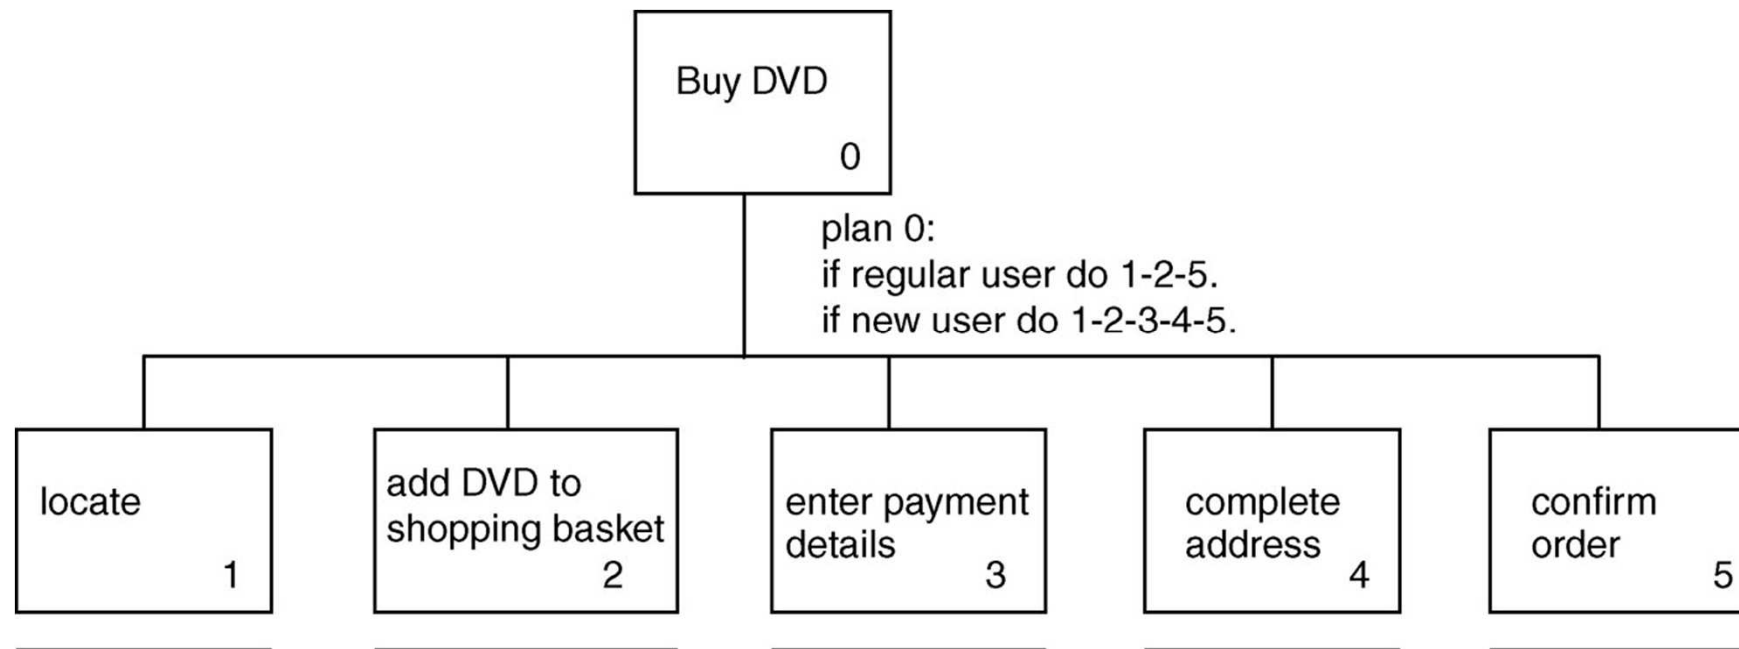 Buy DVD
0
plan 0:
if regular user do 1-2-5.
if new user do 1-2-3-4-5.
locate
1
add DVD to
shopping basket
2
enter payment
details
3
complete
address
4
confirm
order
5